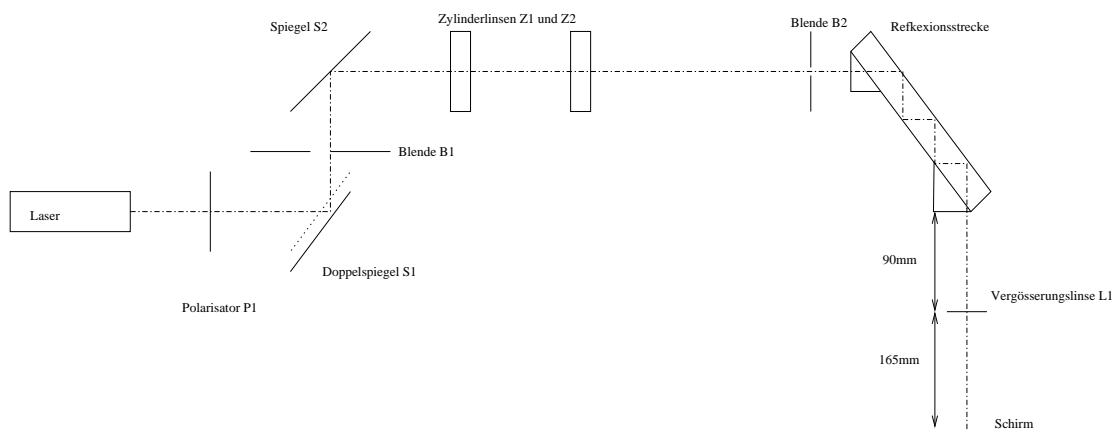 Spiegel S2
Zylinderlinsen Z1 und Z2
Blende B2
Refkexionsstrecke
Blende B1
Laser
Doppelspiegel S1
Polarisator P1
90mm
Vergösserungslinse L1
165mm
Schirm